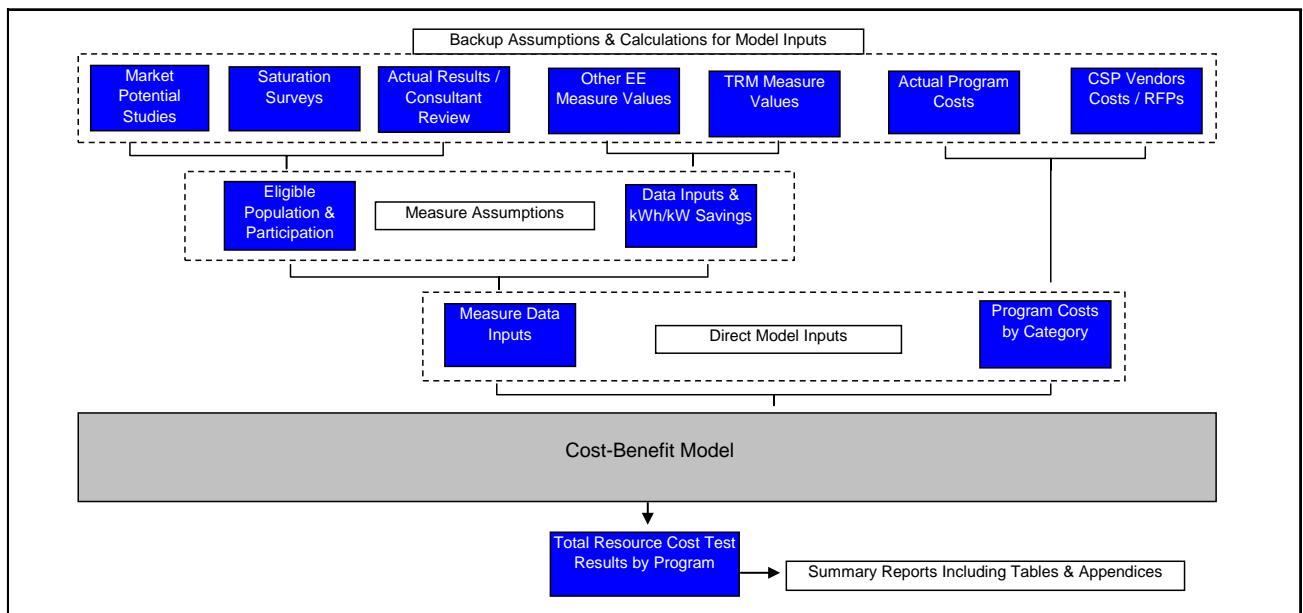 Backup Assumptions & Calculations for Model Inputs
Market
Potential
Studies
Saturation
Surveys
Actual Results /
Consultant
Review
Other EE
Measure Values
TRM Measure
Values
Actual Program
Costs
CSP Vendors
Costs / RFPs
Eligible
Population &
Participation
Measure Assumptions
Data Inputs &
kWh/kW Savings
Measure Data
Inputs
Direct Model Inputs
Program Costs
by Category
Cost-Benefit Model
Total Resource Cost Test
Results by Program
Summary Reports Including Tables & Appendices